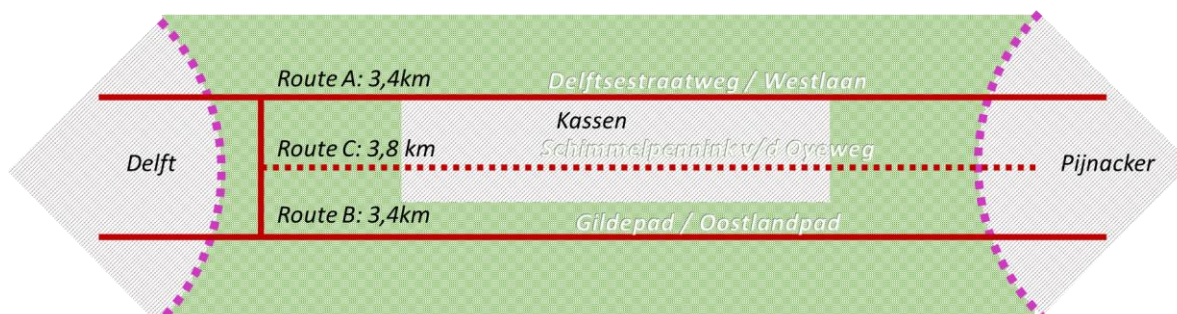 Route A: 3,4km
Delftsestraatweg / Westlaan
Kassen
Delft
Route C: 3,8 km
Schimmelpennink v/d Oyeweg
Pijnacker
Route B: 3,4km
Gildepad / Oostlandpad